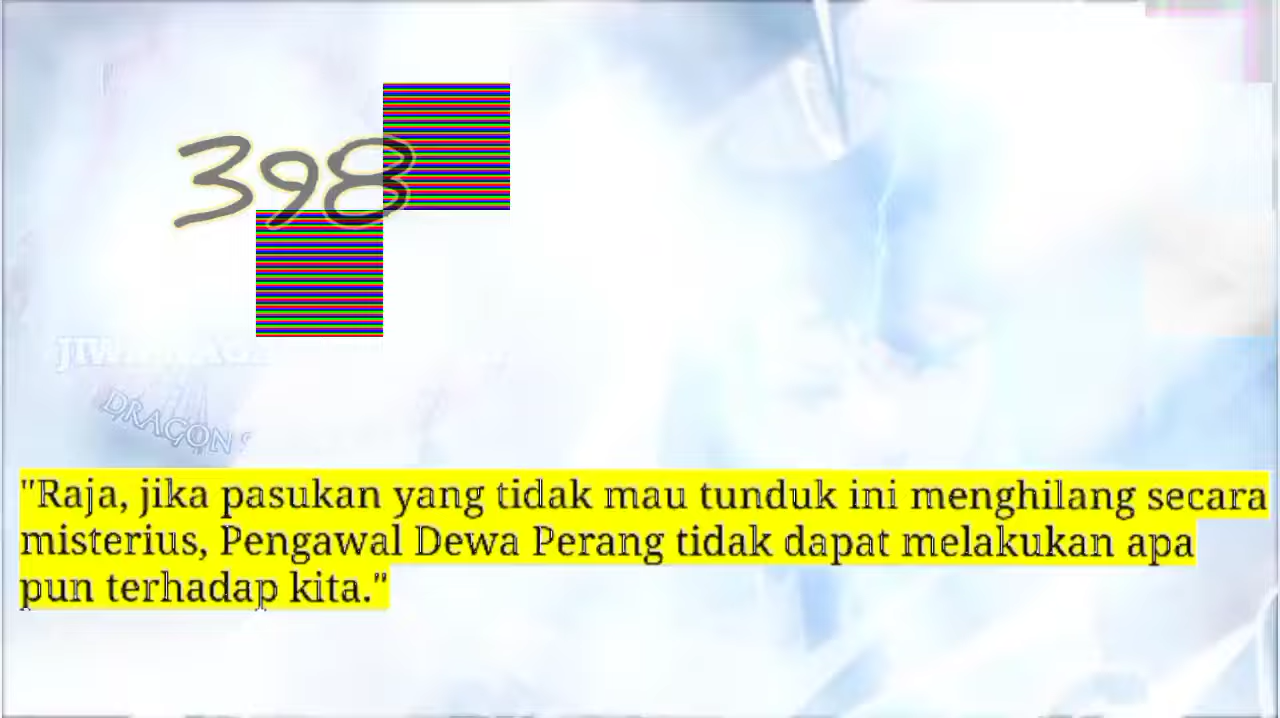 398
DRAGON
"Raja, jika pasukan yang tidak mau tunduk ini menghilang secara
misterius, Pengawal Dewa Perang tidak dapat melakukan apa
pun terhadap kita."